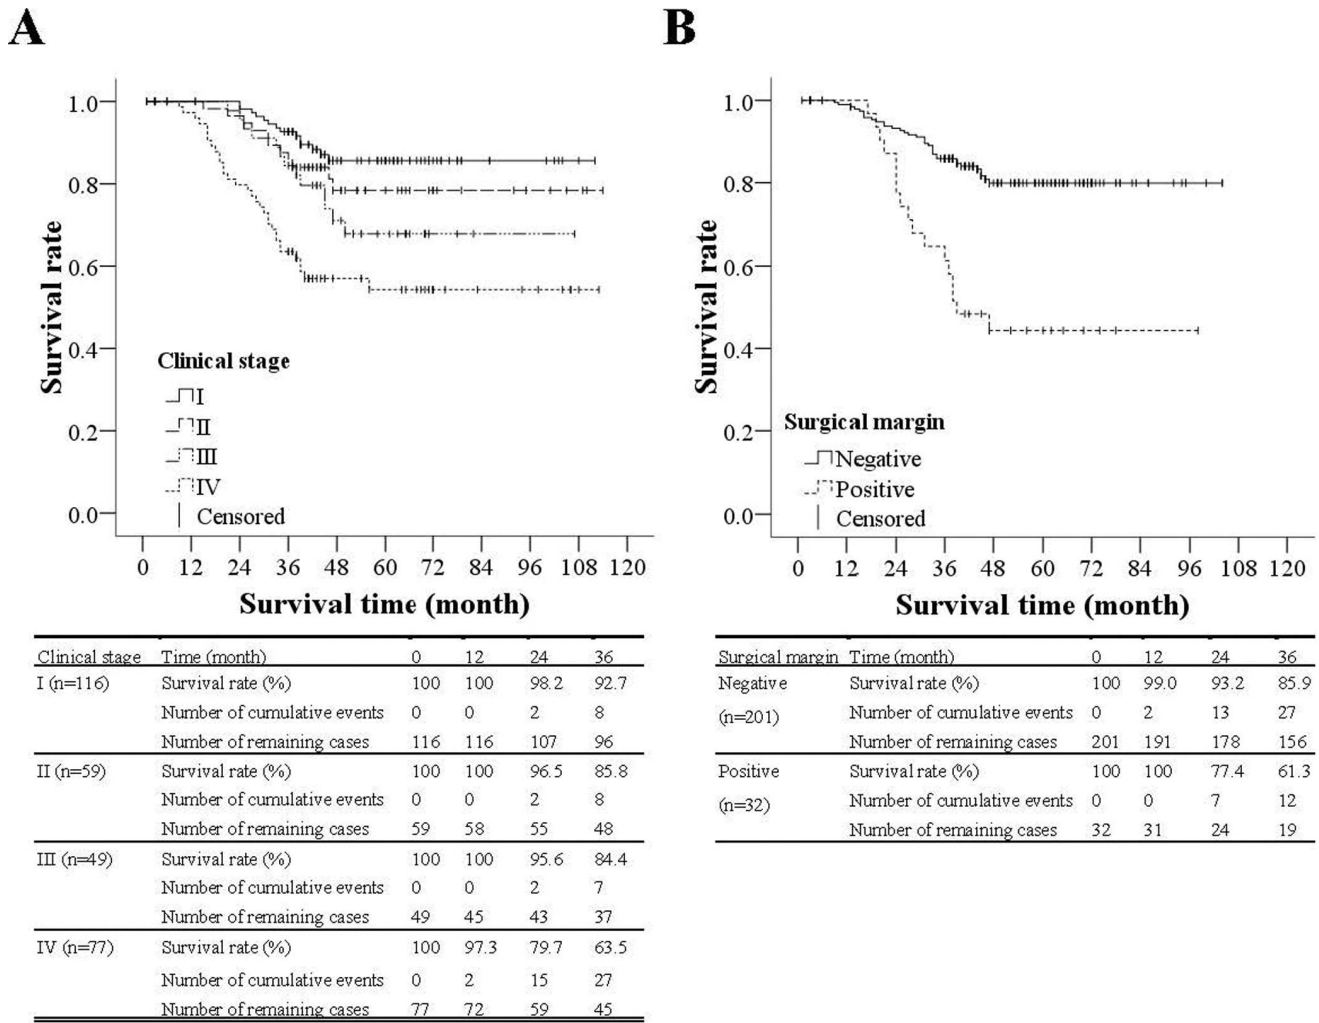 A
1.0
0.8
0.6
0.4
0.2
0.0
Survival rate
Clinical stage
I
II
III
IV
Censored
0 12 24 36 48 60 72 84 96 108 120
Survival time (month)
Clinical stage Time (month) 0 12 24 36
I (n=116) Survival rate (%) 100 100 98.2 92.7
Number of cumulative events 0 0 2 8
Number of remaining cases 116 116 107 96
II (n=59) Survival rate (%) 100 100 96.5 85.8
Number of cumulative events 0 0 2 8
Number of remaining cases 59 58 55 48
III (n=49) Survival rate (%) 100 100 95.6 84.4
Number of cumulative events 0 0 2 7
Number of remaining cases 49 45 43 37
IV (n=77) Survival rate (%) 100 97.3 79.7 63.5
Number of cumulative events 0 2 15 27
Number of remaining cases 77 72 59 45
B
1.0
0.8
0.6
0.4
0.2
0.0
Survival rate
Surgical margin
Negative
Positive
Censored
0 12 24 36 48 60 72 84 96 108 120
Survival time (month)
Surgical margin Time (month) 0 12 24 36
Negative Survival rate (%) 100 99.0 93.2 85.9
(n=201) Number of cumulative events 0 2 13 27
Number of remaining cases 201 191 178 156
Positive Survival rate (%) 100 100 77.4 61.3
(n=32) Number of cumulative events 0 0 7 12
Number of remaining cases 32 31 24 19